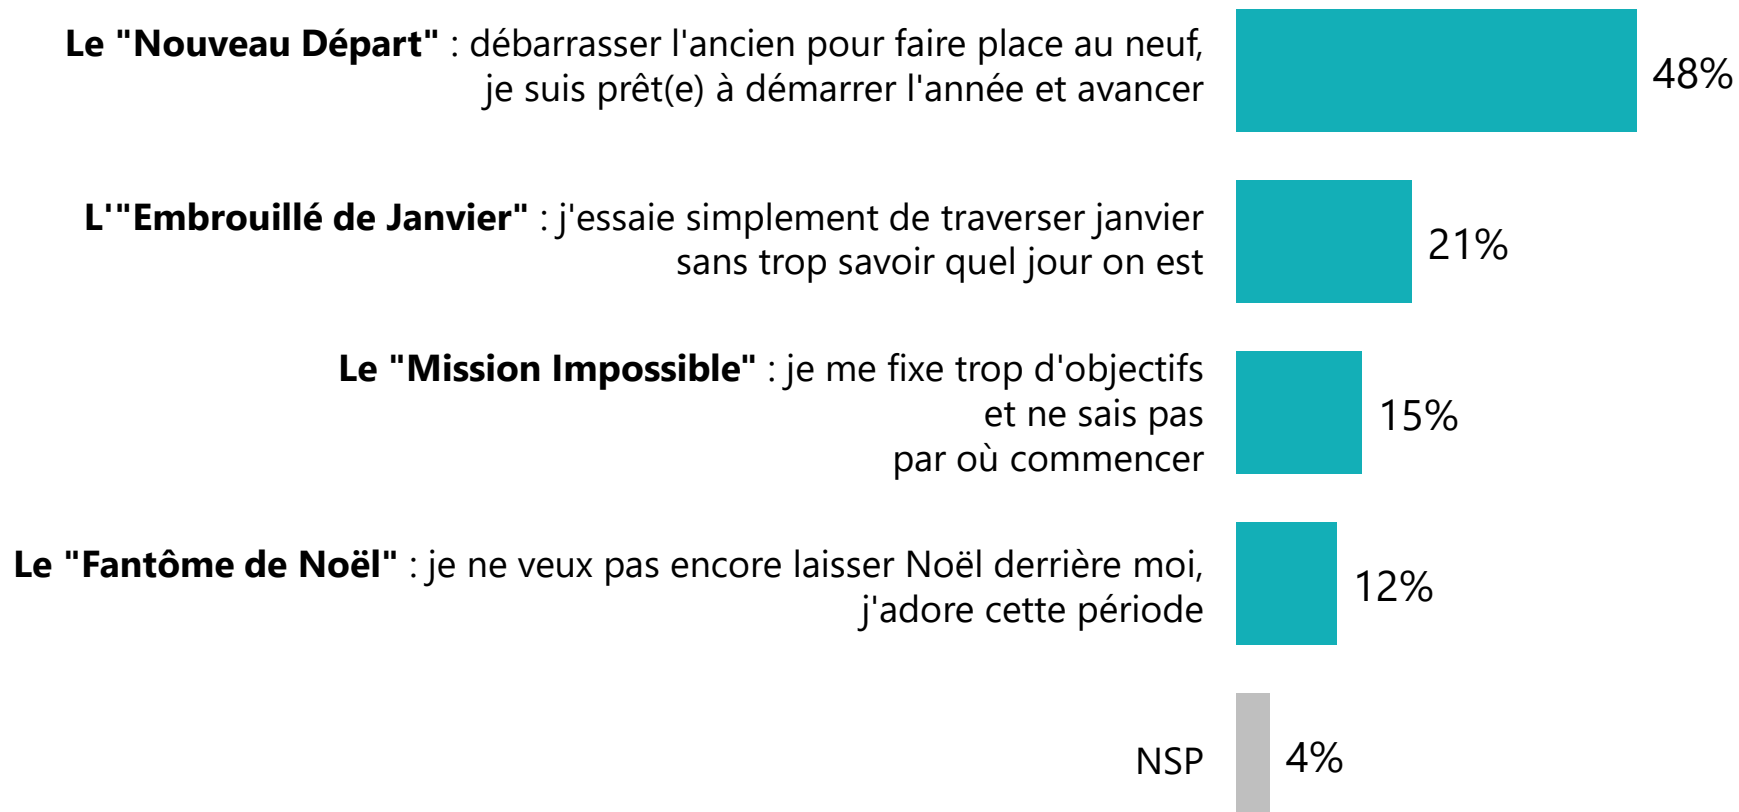 Le "Nouveau Départ" : débarrasser l'ancien pour faire place au neuf,
je suis prêt(e) à démarrer l'année et avancer
48%
L'"Embrouillé de Janvier" : j'essaie simplement de traverser janvier
sans trop savoir quel jour on est
21%
Le "Mission Impossible" : je me fixe trop d'objectifs
et ne sais pas
par où commencer
15%
Le "Fantôme de Noël" : je ne veux pas encore laisser Noël derrière moi,
j'adore cette période
12%
NSP
4%